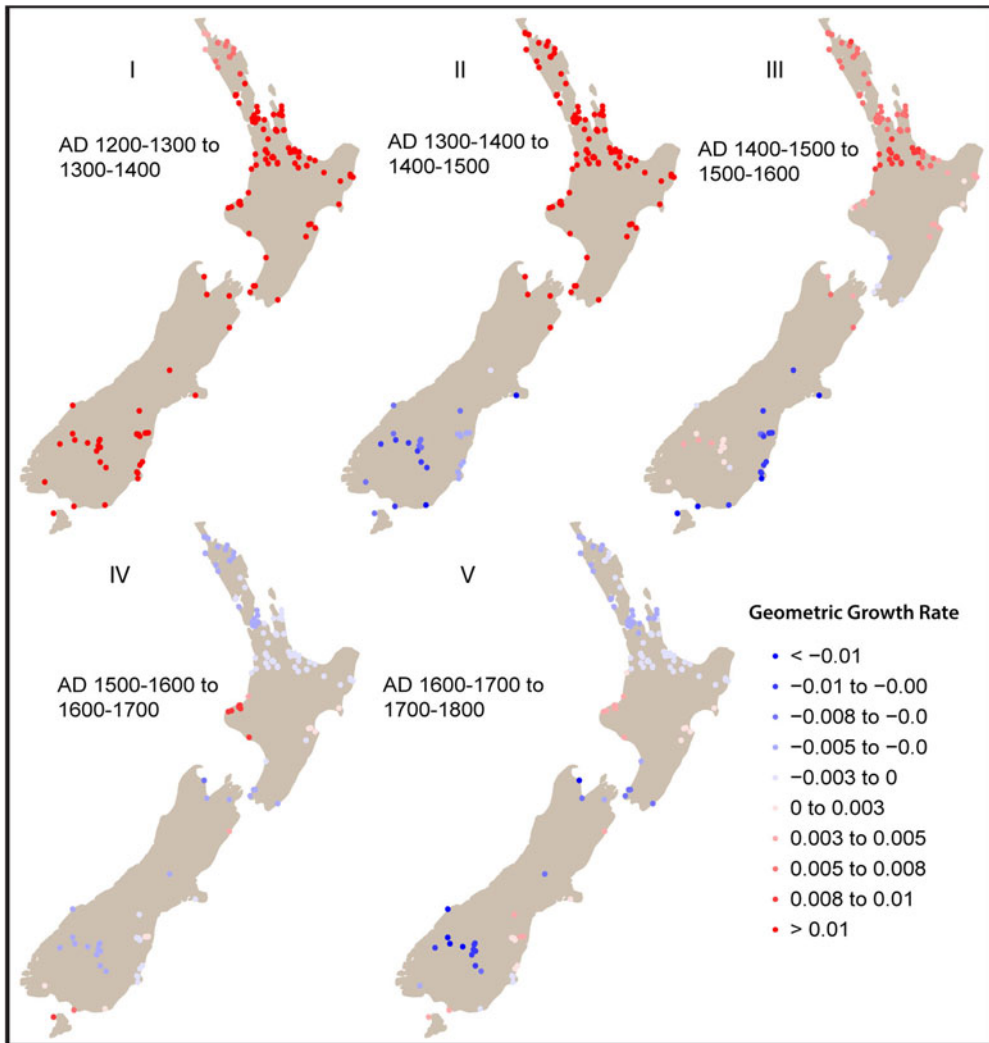 I
AD 1200-1300 to
1300-1400
II
AD 1300-1400 to
1400-1500
III
AD 1400-1500 to
1500-1600
IV
AD 1500-1600 to
1600-1700
V
AD 1600-1700 to
1700-1800
Geometric Growth Rate
< −0.01
−0.01 to −0.00
−0.008 to −0.0
−0.005 to −0.0
−0.003 to 0
0 to 0.003
0.003 to 0.005
0.005 to 0.008
0.008 to 0.01
> 0.01